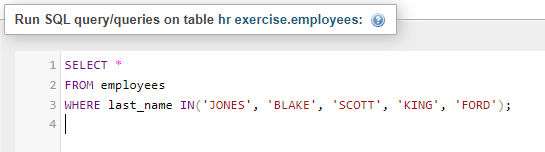 Run SQL query/queries on table hr exercise.employees:
1 SELECT *
2 FROM employees
3 WHERE last_name IN('JONES', 'BLAKE', 'SCOTT', 'KING', 'FORD');
4